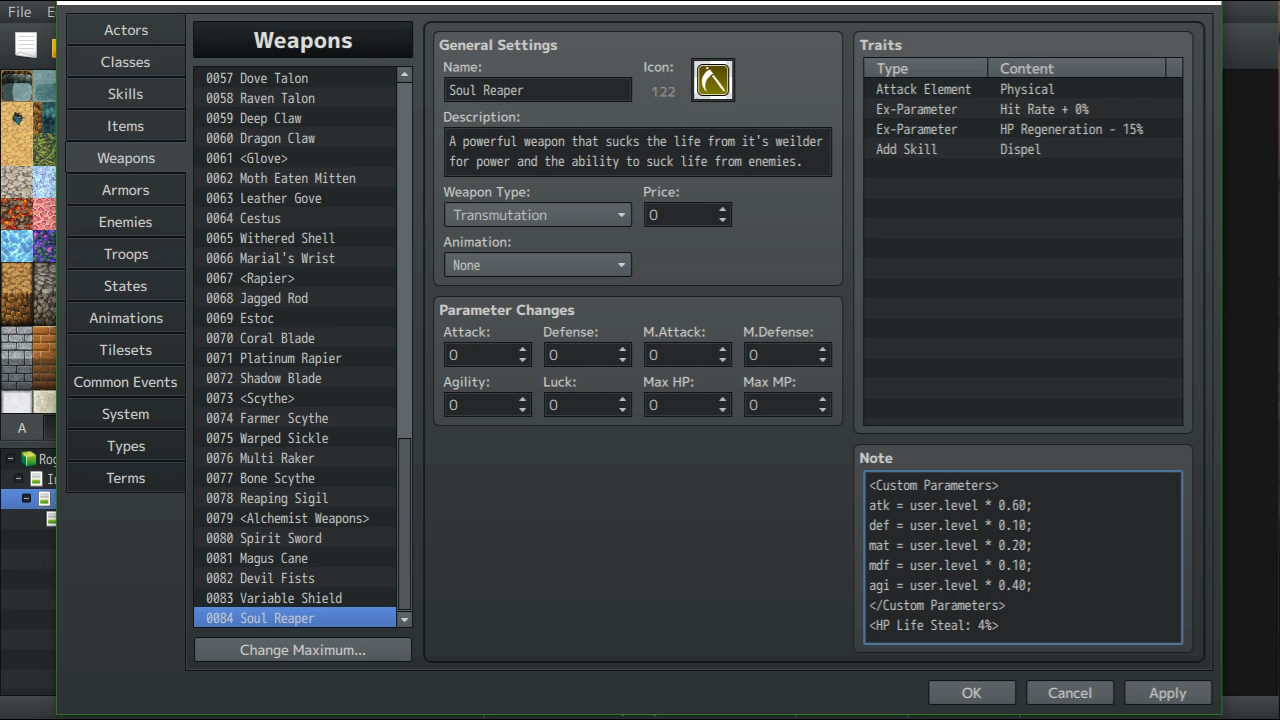 File
Actors
Classes
Skills
Items
Weapons
Armors
Enemies
Troops
States
Animations
Tilesets
Common Events
System
Types
Terms
A
Weapons
0057 Dove Talon
0058 Raven Talon
0059 Deep Claw
0060 Dragon Claw
0061 <Glove>
0062 Moth Eaten Mitten
0063 Leather Gove
0064 Cestus
0065 Withered Shell
0066 Marial's Wrist
0067 <Rapier>
0068 Jagged Rod
0069 Estoc
0070 Coral Blade
0071 Platinum Rapier
0072 Shadow Blade
0073 <Scythe>
0074 Farmer Scythe
0075 Warped Sickle
0076 Multi Raker
0077 Bone Scythe
0078 Reaping Sigil
0079 <Alchemist Weapons>
0080 Spirit Sword
0081 Magus Cane
0082 Devil Fists
0083 Variable Shield
0084 Soul Reaper
Change Maximum...
General Settings
Name: Icon:
Soul Reaper 122
Description:
A powerful weapon that sucks the life from it's weilder
for power and the ability to suck life from enemies.
Weapon Type: Price:
Transmutation 0
Animation:
None
Parameter Changes
Attack: Defense: M.Attack: M.Defense:
0 0 0 0
Agility: Luck: Max HP: Max MP:
0 0 0 0
Traits
Type Content
Attack Element Physical
Ex-Parameter Hit Rate + 0%
Ex-Parameter HP Regeneration - 15%
Add Skill Dispel
Note
<Custom Parameters>
atk = user.level * 0.60;
def = user.level * 0.10;
mat = user.level * 0.20;
mdf = user.level * 0.10;
agi = user.level * 0.40;
</Custom Parameters>
<HP Life Steal: 4%>
OK Cancel Apply